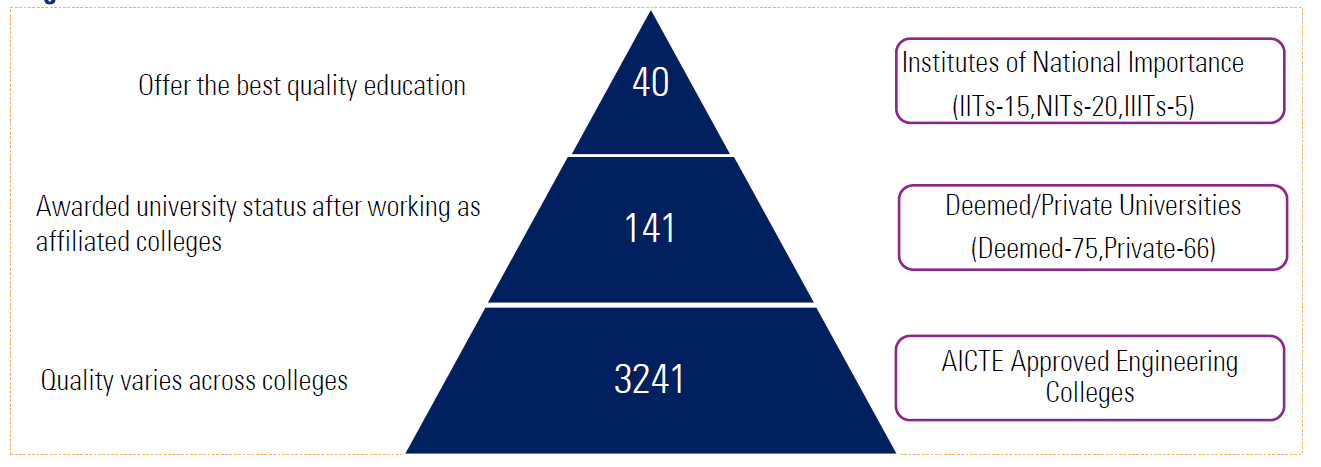 Offer the best quality education
40
Institutes of National Importance
(IITs-15,NITs-20,IIITs-5)
Awarded university status after working as
affiliated colleges
141
Deemed/Private Universities
(Deemed-75,Private-66)
Quality varies across colleges
3241
AICTE Approved Engineering
Colleges